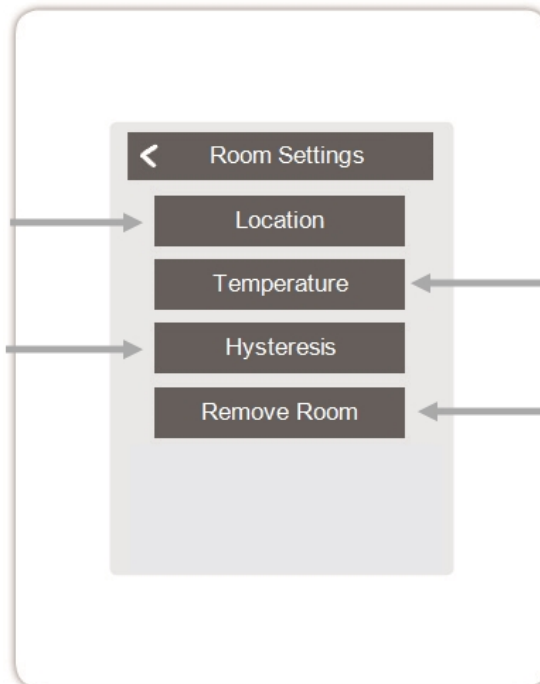 Room Settings
Location
Temperature
Hysteresis
Remove Room